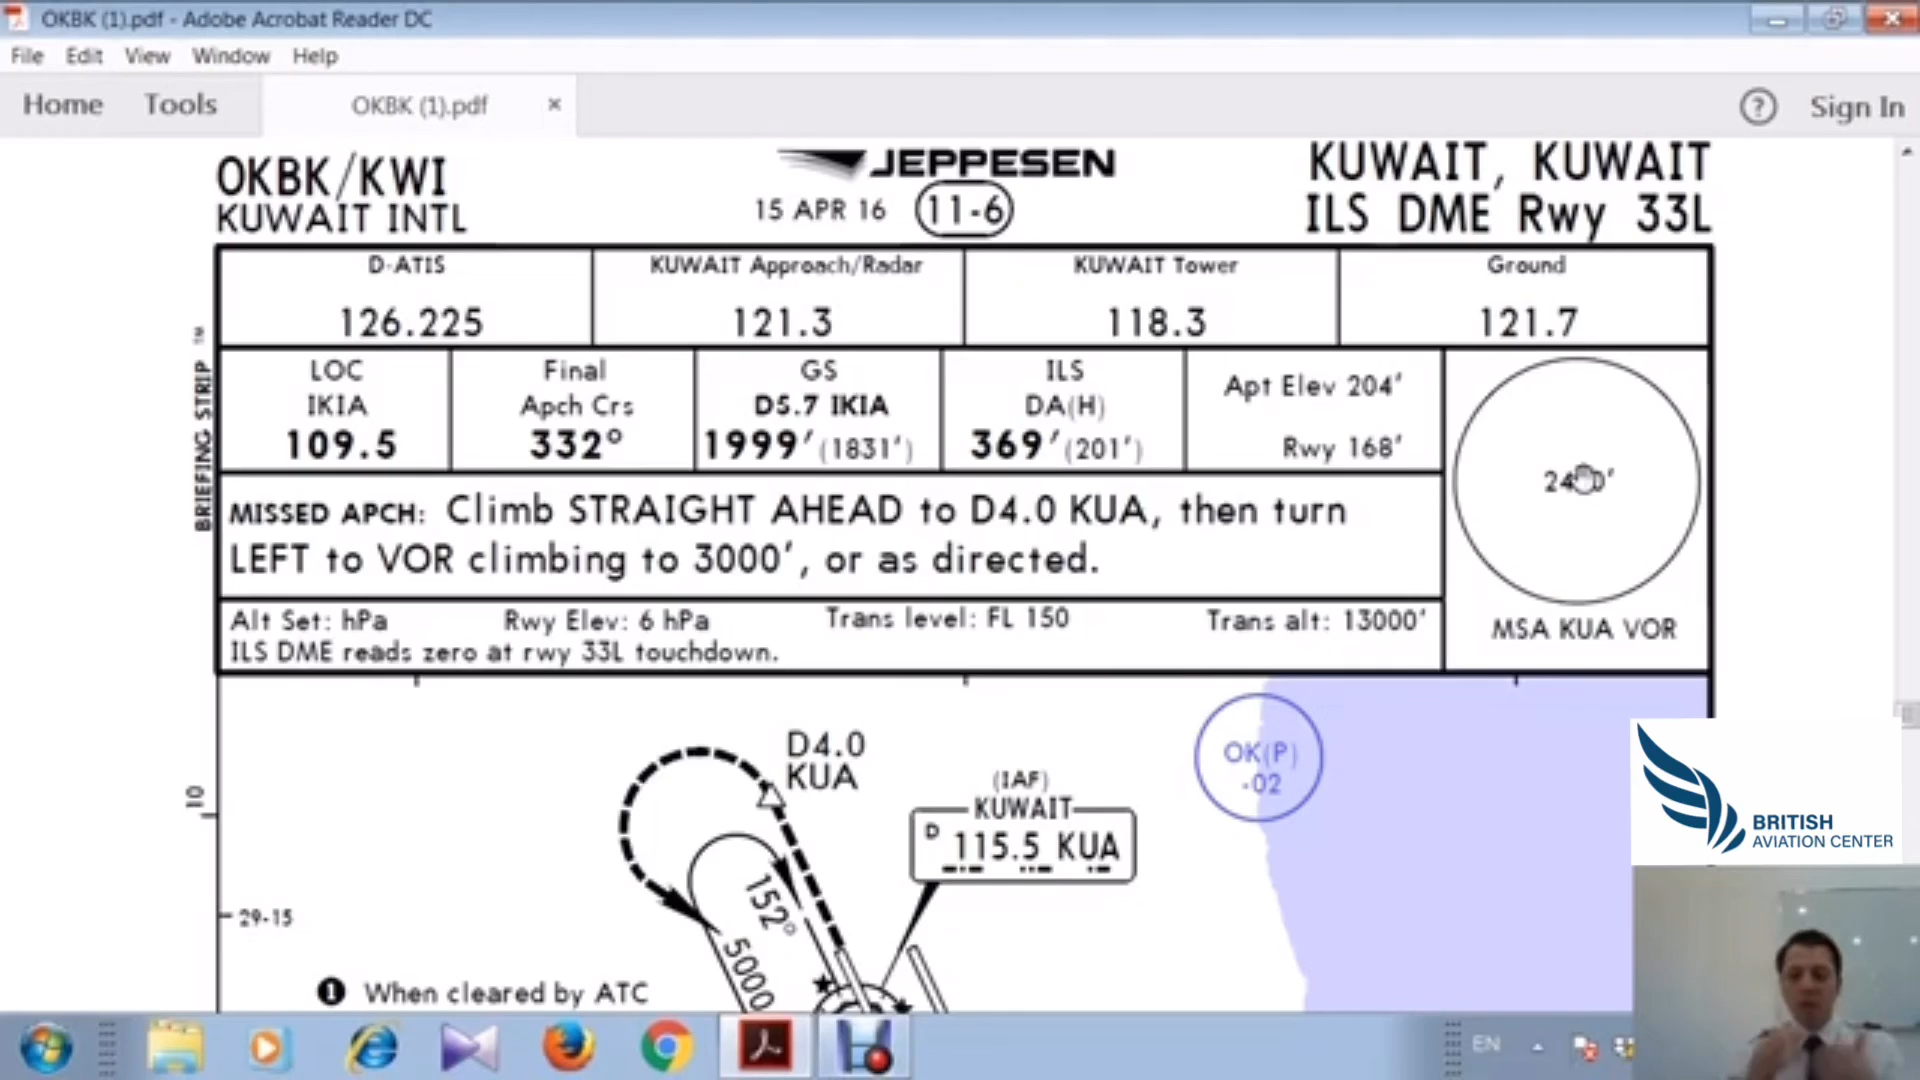 OKBK (1).pdf - Adobe Acrobat Reader DC
File Edit View Window Help
Home Tools OKBK (1).pdf × ? Sign In
OKBK/KWI
KUWAIT INTL
JEPPESEN
15 APR 16 11-6
KUWAIT, KUWAIT
ILS DME Rwy 33L
BRIEFING STRIP TM
D-ATIS
126.225
KUWAIT Approach/Radar
121.3
KUWAIT Tower
118.3
Ground
121.7
LOC
IKIA
109.5
Final
Apch Crs
332°
GS
D5.7 IKIA
1999'(1831')
ILS
DA(H)
369'(201')
Apt Elev 204'
Rwy 168'
MISSED APCH: Climb STRAIGHT AHEAD to D4.0 KUA, then turn
LEFT to VOR climbing to 3000', or as directed.
Alt Set: hPa Rwy Elev: 6 hPa Trans level: FL 150 Trans alt: 13000'
ILS DME reads zero at rwy 33L touchdown.
MSA KUA VOR
D4.0
KUA
(IAF)
KUWAIT
D 115.5 KUA
OK(P)
-02
10
29-15
152°
5000
1 When cleared by ATC
BRITISH
AVIATION CENTER
EN